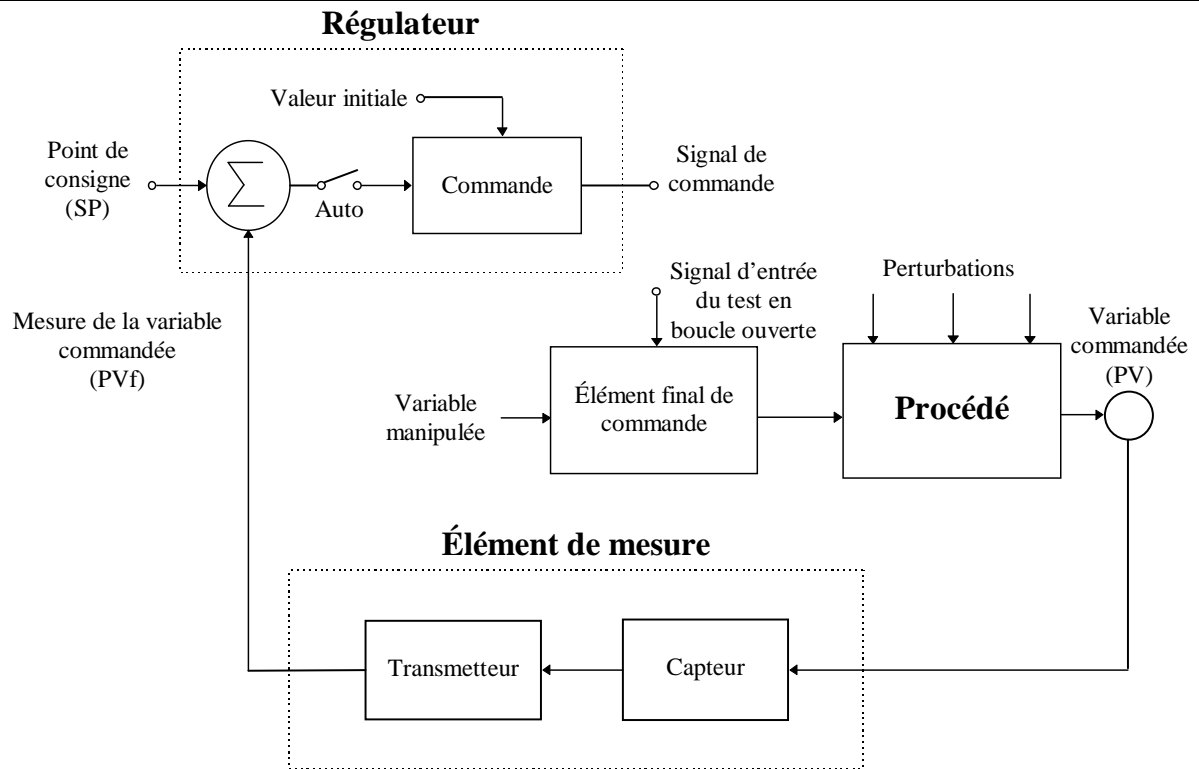 Régulateur
Valeur initiale
Point de
consigne
(SP)
Σ
Auto
Commande
Signal de
commande
Mesure de la variable
commandée
(PVf)
Signal d’entrée
du test en
boucle ouverte
Perturbations
Variable
commandée
(PV)
Variable
manipulée
Élément final de
commande
Procédé
Élément de mesure
Transmetteur
Capteur